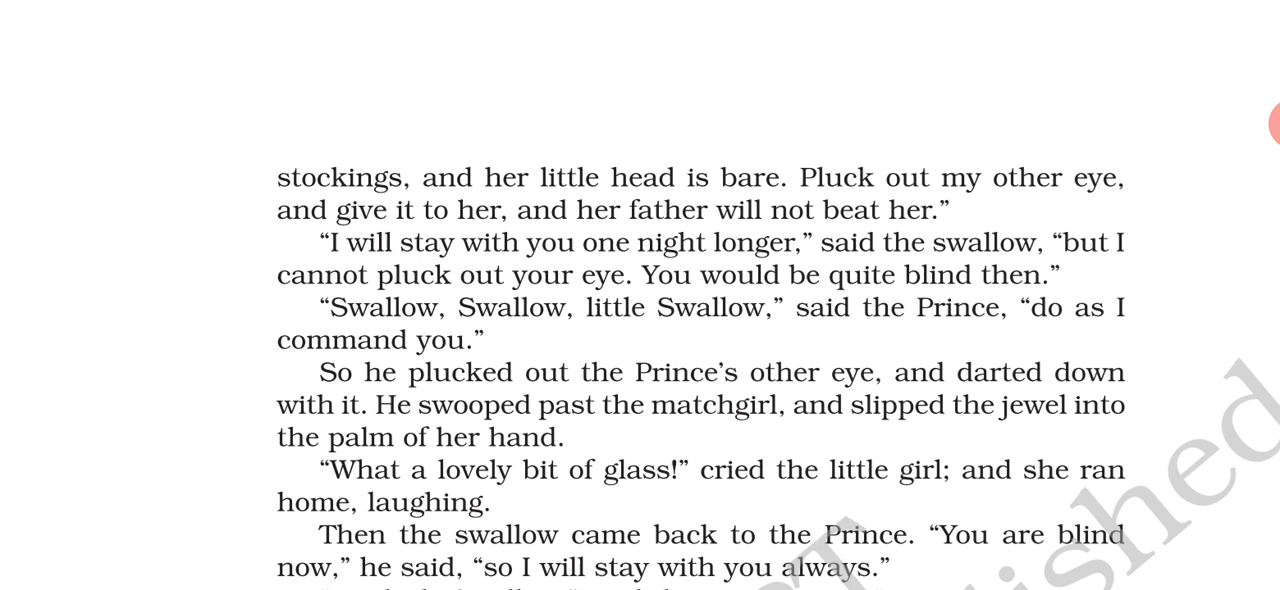 stockings, and her little head is bare. Pluck out my other eye,
and give it to her, and her father will not beat her.”
“I will stay with you one night longer,” said the swallow, “but I
cannot pluck out your eye. You would be quite blind then.”
“Swallow, Swallow, little Swallow,” said the Prince, “do as I
command you.”
So he plucked out the Prince’s other eye, and darted down
with it. He swooped past the matchgirl, and slipped the jewel into
the palm of her hand.
“What a lovely bit of glass!” cried the little girl; and she ran
home, laughing.
Then the swallow came back to the Prince. “You are blind
now,” he said, “so I will stay with you always.”